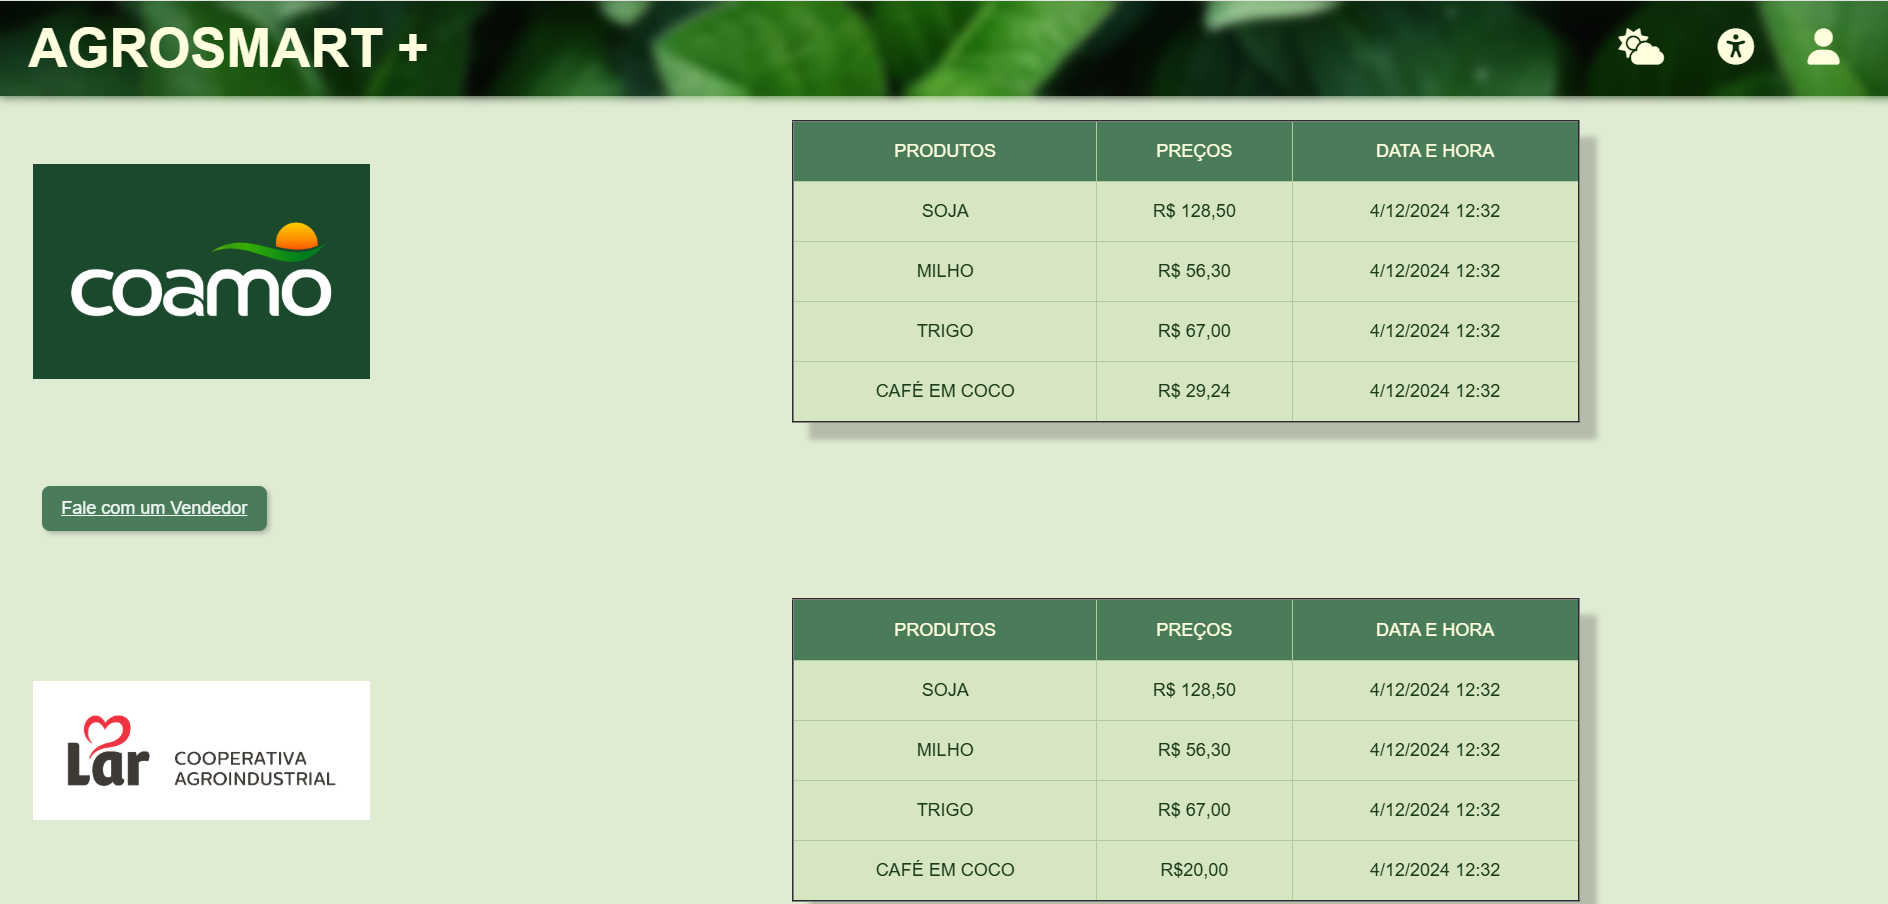 AGROSMART +
coamo
PRODUTOS PREÇOS DATA E HORA
SOJA R$ 128,50 4/12/2024 12:32
MILHO R$ 56,30 4/12/2024 12:32
TRIGO R$ 67,00 4/12/2024 12:32
CAFÉ EM COCO R$ 29,24 4/12/2024 12:32
Fale com um Vendedor
Lar COOPERATIVA
AGROINDUSTRIAL
PRODUTOS PREÇOS DATA E HORA
SOJA R$ 128,50 4/12/2024 12:32
MILHO R$ 56,30 4/12/2024 12:32
TRIGO R$ 67,00 4/12/2024 12:32
CAFÉ EM COCO R$20,00 4/12/2024 12:32